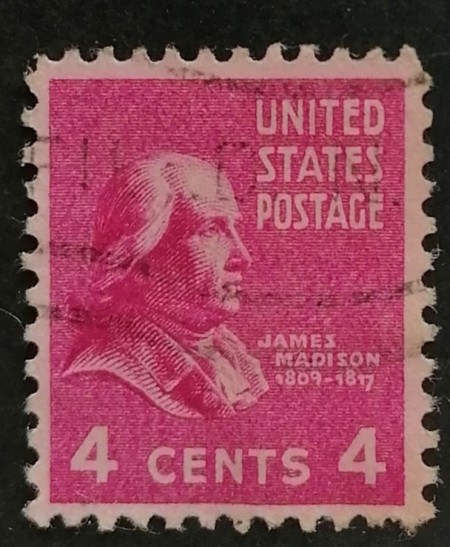 UNITED
STATES
POSTAGE
JAMES
MADISON
1809-1817
4 CENTS 4